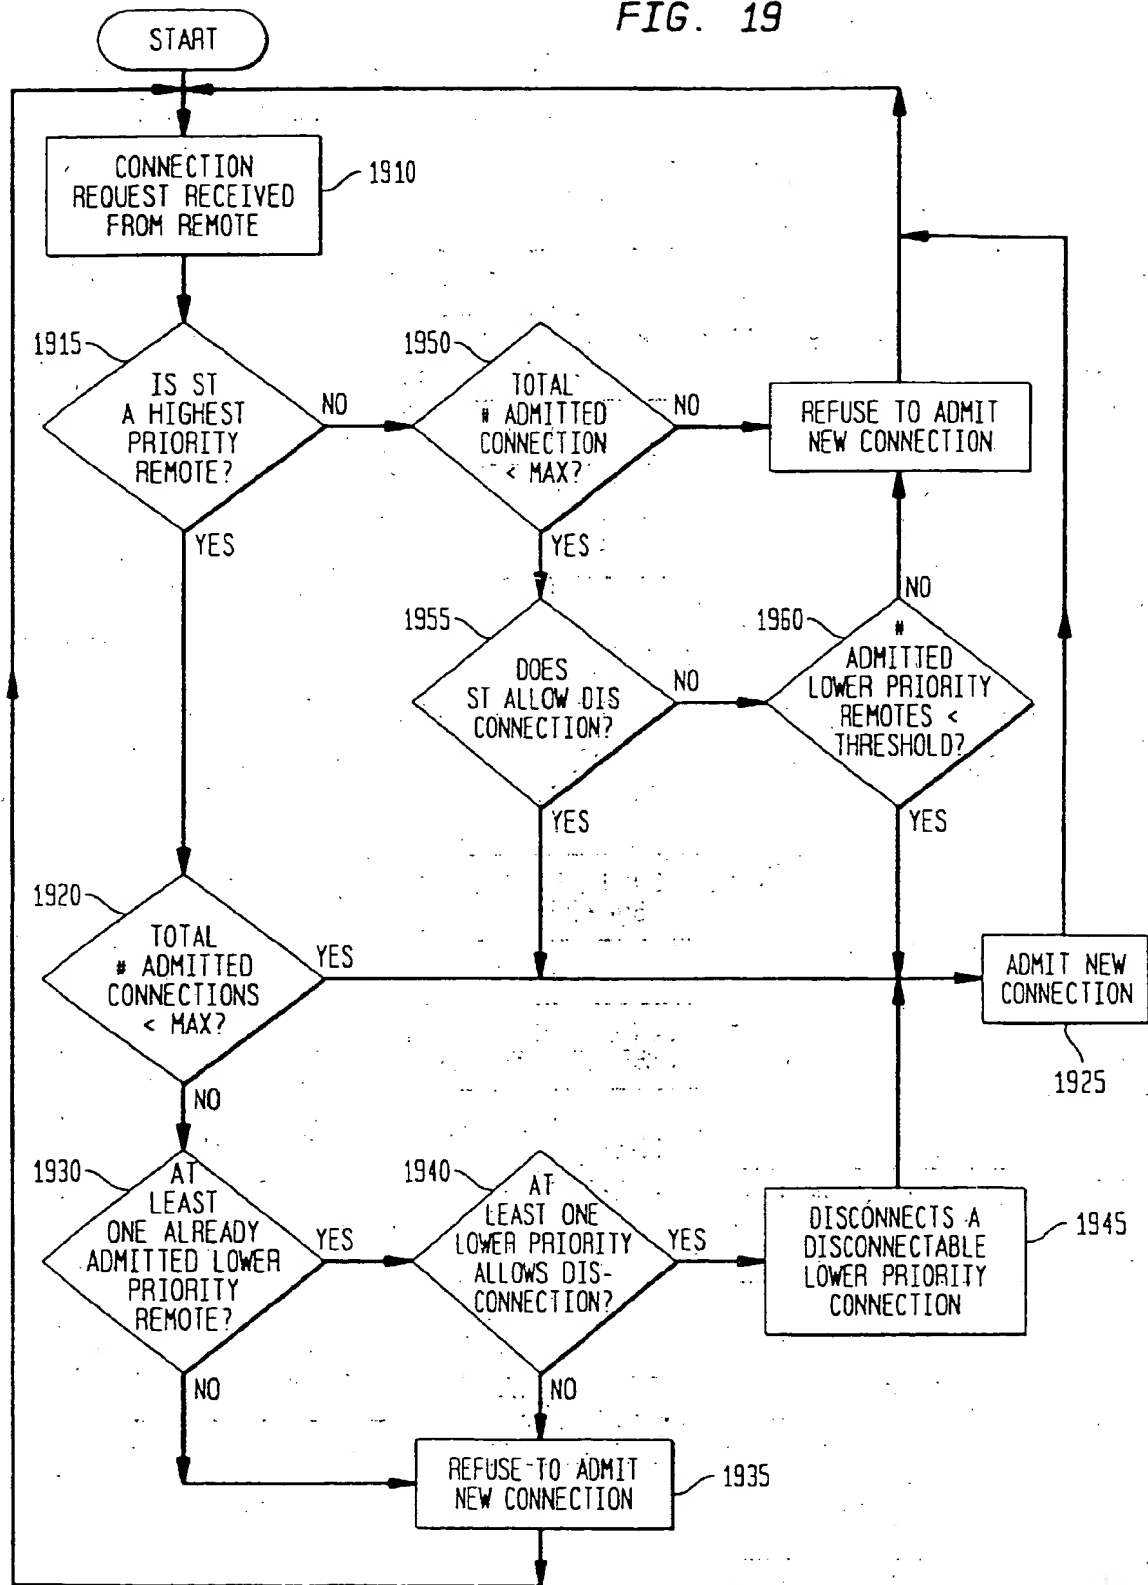 FIG. 19
START
CONNECTION
REQUEST RECEIVED
FROM REMOTE
1910
1915
IS ST
A HIGHEST
PRIORITY
REMOTE?
NO
YES
1950
TOTAL
# ADMITTED
CONNECTION
< MAX?
NO
YES
REFUSE TO ADMIT
NEW CONNECTION
1955
DOES
ST ALLOW DIS
CONNECTION?
NO
YES
1960
NO
#
ADMITTED
LOWER PRIORITY
REMOTES <
THRESHOLD?
YES
1920
TOTAL
# ADMITTED
CONNECTIONS
< MAX?
YES
NO
ADMIT NEW
CONNECTION
1925
1930
AT
LEAST
ONE ALREADY
ADMITTED LOWER
PRIORITY
REMOTE?
YES
NO
1940
AT
LEAST ONE
LOWER PRIORITY
ALLOWS DIS-
CONNECTION?
YES
NO
DISCONNECTS A
DISCONNECTABLE
LOWER PRIORITY
CONNECTION
1945
REFUSE TO ADMIT
NEW CONNECTION
1935